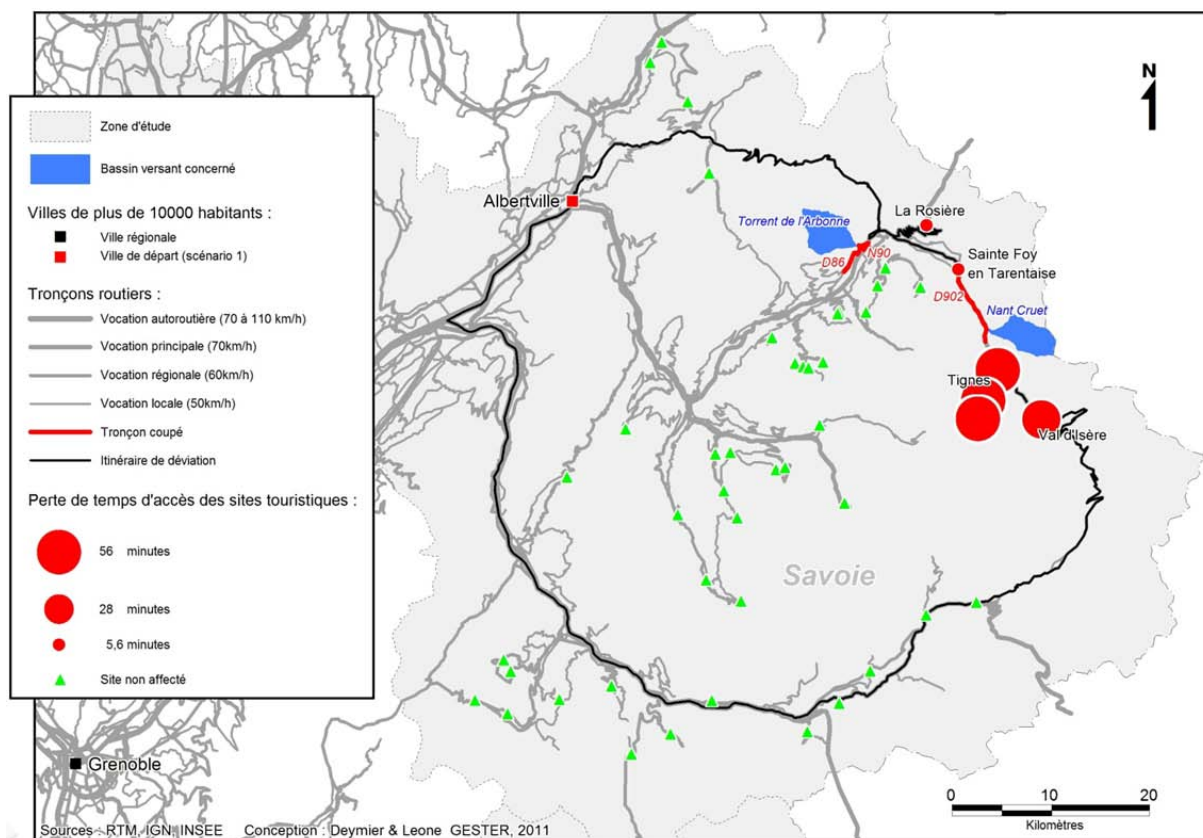 Zone d'étude
Bassin versant concerné
Villes de plus de 10000 habitants :
Ville régionale
Ville de départ (scénario 1)
Tronçons routiers :
Vocation autoroutière (70 à 110 km/h)
Vocation principale (70km/h)
Vocation régionale (60km/h)
Vocation locale (50km/h)
Tronçon coupé
Itinéraire de déviation
Perte de temps d'accès des sites touristiques :
56 minutes
28 minutes
5,6 minutes
Site non affecté
N
Albertville
Torrent de l'Arbonne
La Rosière
D86
N90
Sainte Foy
en Tarentaise
D902
Nant Cruet
Tignes
Val d'Isère
Savoie
Grenoble
0 10 20
Kilomètres
Sources : RTM, IGN, INSEE Conception : Deymier & Leone GESTER, 2011